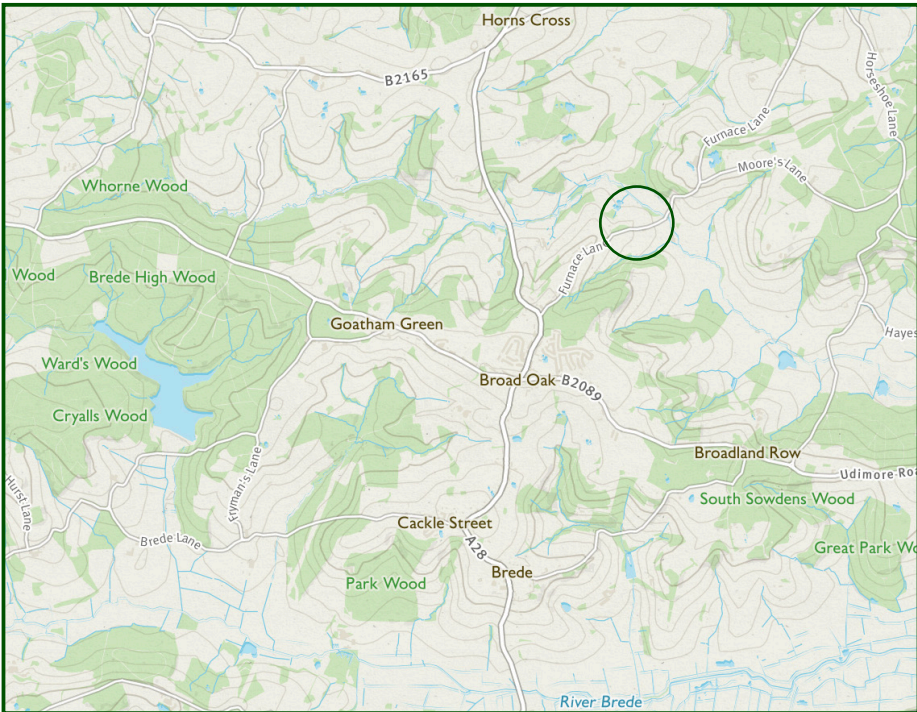 Horns Cross
B2165
Horseshoe Lane
Furnace Lane
Moore's Lane
Whorne Wood
Furnace Lane
Wood
Brede High Wood
Goatham Green
Hayes
Ward's Wood
Broad Oak
B2089
Cryalls Wood
Broadland Row
Udimore Roa
Fryman's Lane
Hurst Lane
South Sowdens Wood
Cackle Street
Brede Lane
A28
Great Park Wo
Brede
Park Wood
River Brede